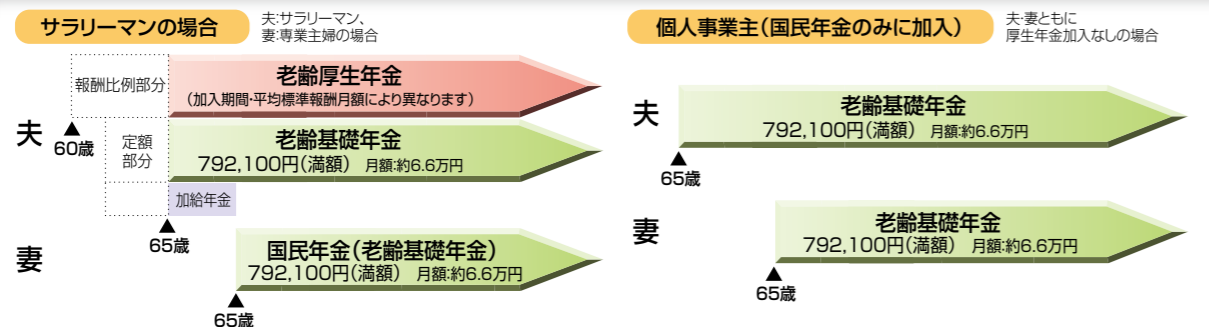 サラリーマンの場合
夫:サラリーマン、
妻:専業主婦の場合
報酬比例部分
老齢厚生年金
(加入期間・平均標準報酬月額により異なります)
夫
60歳
定額
部分
老齢基礎年金
792,100円(満額) 月額:約6.6万円
加給年金
65歳
妻
国民年金(老齢基礎年金)
792,100円(満額) 月額:約6.6万円
65歳
個人事業主(国民年金のみに加入)
夫・妻ともに
厚生年金加入なしの場合
夫
老齢基礎年金
792,100円(満額) 月額:約6.6万円
65歳
妻
老齢基礎年金
792,100円(満額) 月額:約6.6万円
65歳